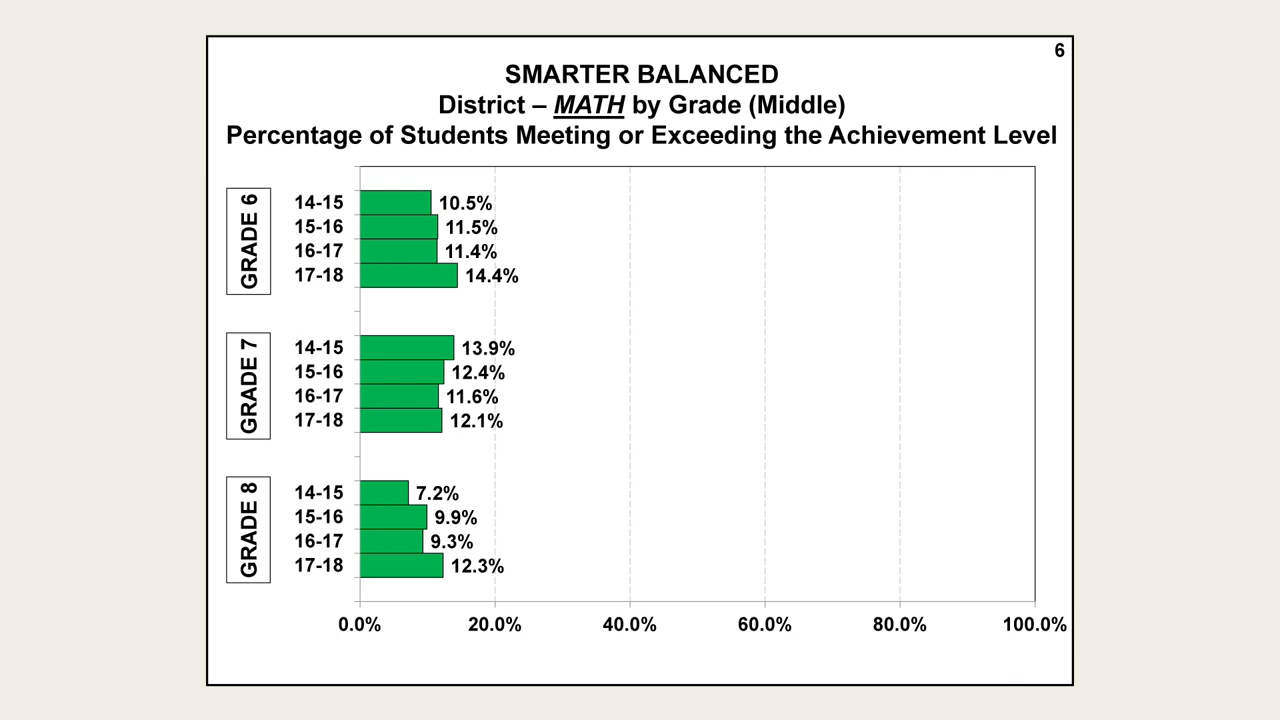 6
SMARTER BALANCED
District – MATH by Grade (Middle)
Percentage of Students Meeting or Exceeding the Achievement Level
GRADE 6
14-15 10.5%
15-16 11.5%
16-17 11.4%
17-18 14.4%
GRADE 7
14-15 13.9%
15-16 12.4%
16-17 11.6%
17-18 12.1%
GRADE 8
14-15 7.2%
15-16 9.9%
16-17 9.3%
17-18 12.3%
0.0% 20.0% 40.0% 60.0% 80.0% 100.0%